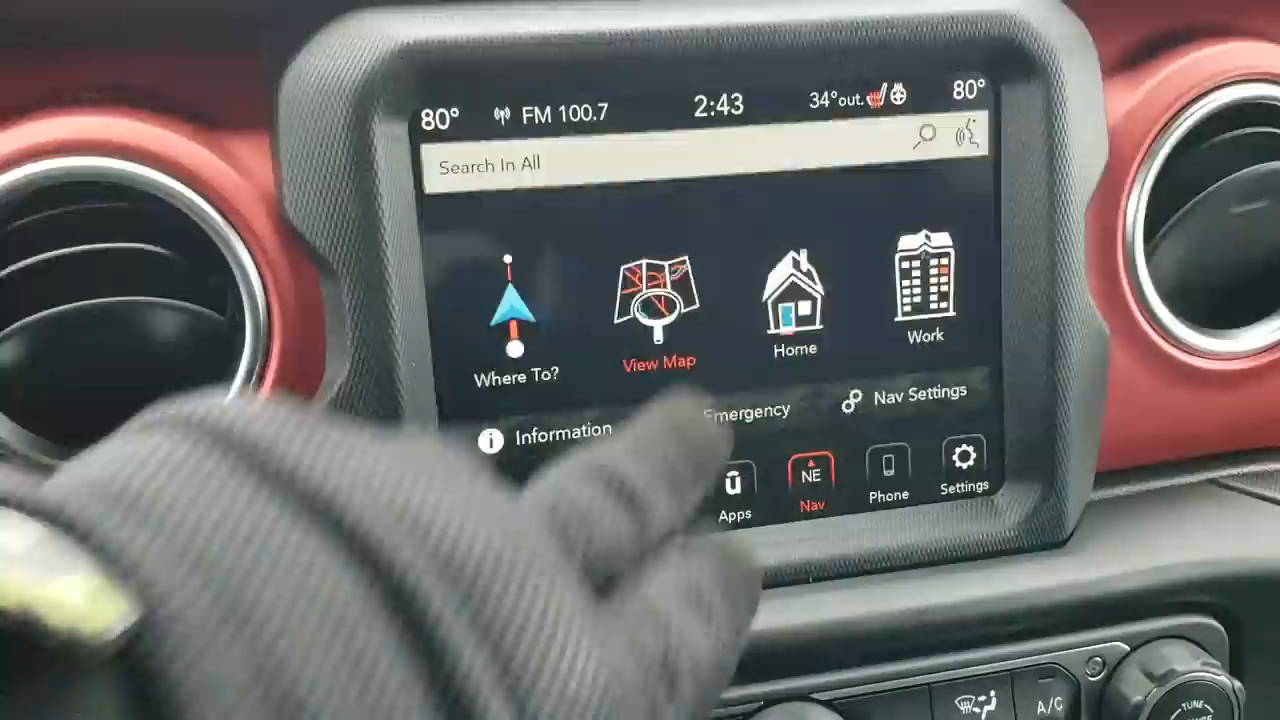 80° FM 100.7 2:43 34°out. 80°
Search In All
Where To? View Map Home Work
Information Emergency Nav Settings
û NE
Apps Nav Phone Settings
A/C
TUNE